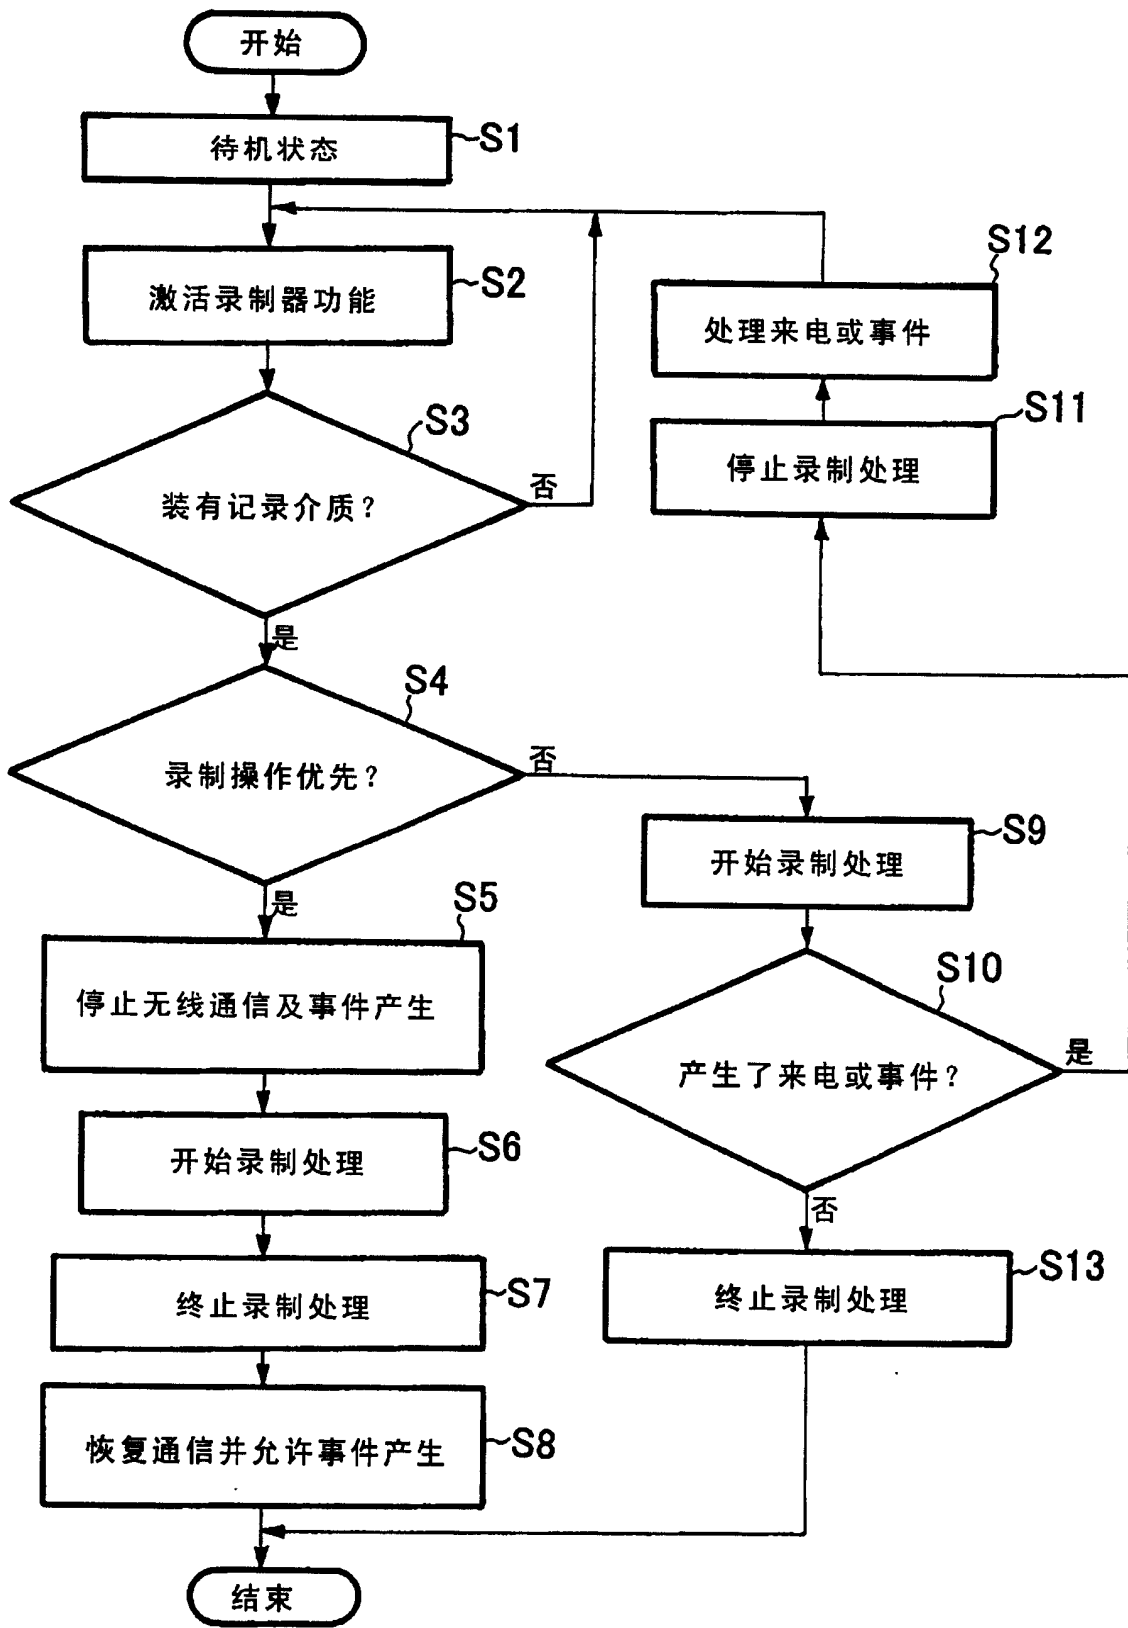 开始
待机状态
S1
激活录制器功能
S2
装有记录介质?
S3
否
是
录制操作优先?
S4
否
是
停止无线通信及事件产生
S5
开始录制处理
S6
终止录制处理
S7
恢复通信并允许事件产生
S8
结束
处理来电或事件
S12
停止录制处理
S11
开始录制处理
S9
产生了来电或事件?
S10
是
否
终止录制处理
S13